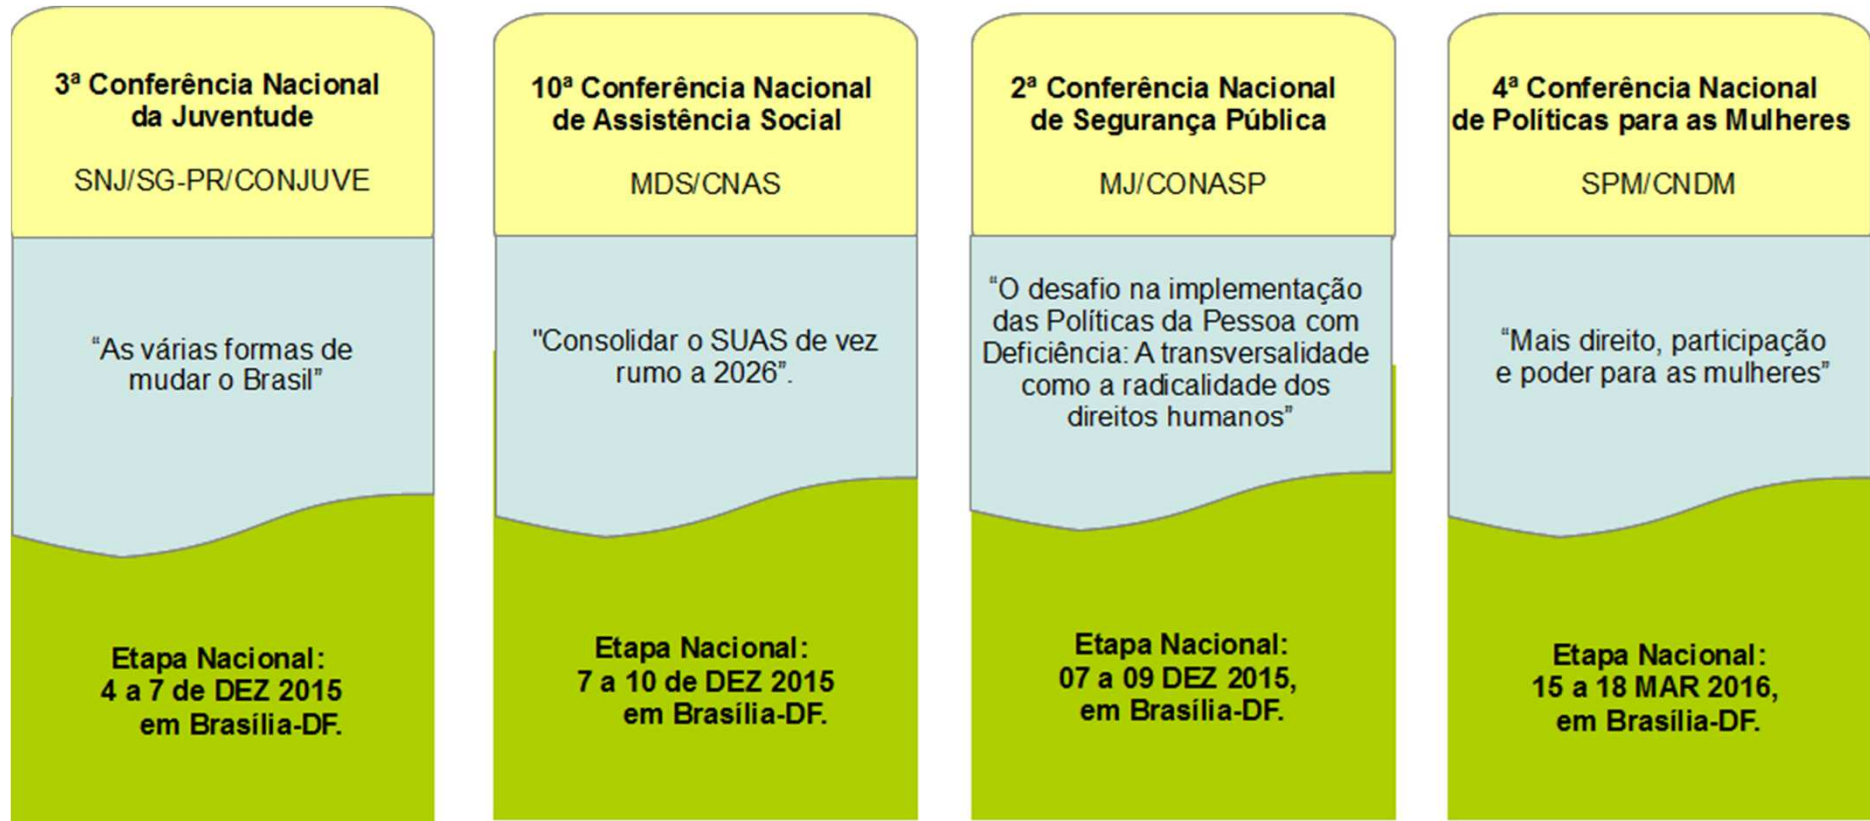 3ª Conferência Nacional
da Juventude
SNJ/SG-PR/CONJUVE
“As várias formas de
mudar o Brasil”
Etapa Nacional:
4 a 7 de DEZ 2015
em Brasília-DF.
10ª Conferência Nacional
de Assistência Social
MDS/CNAS
"Consolidar o SUAS de vez
rumo a 2026”.
Etapa Nacional:
7 a 10 de DEZ 2015
em Brasília-DF.
2ª Conferência Nacional
de Segurança Pública
MJ/CONASP
“O desafio na implementação
das Políticas da Pessoa com
Deficiência: A transversalidade
como a radicalidade dos
direitos humanos”
Etapa Nacional:
07 a 09 DEZ 2015,
em Brasília-DF.
4ª Conferência Nacional
de Políticas para as Mulheres
SPM/CNDM
“Mais direito, participação
e poder para as mulheres”
Etapa Nacional:
15 a 18 MAR 2016,
em Brasília-DF.